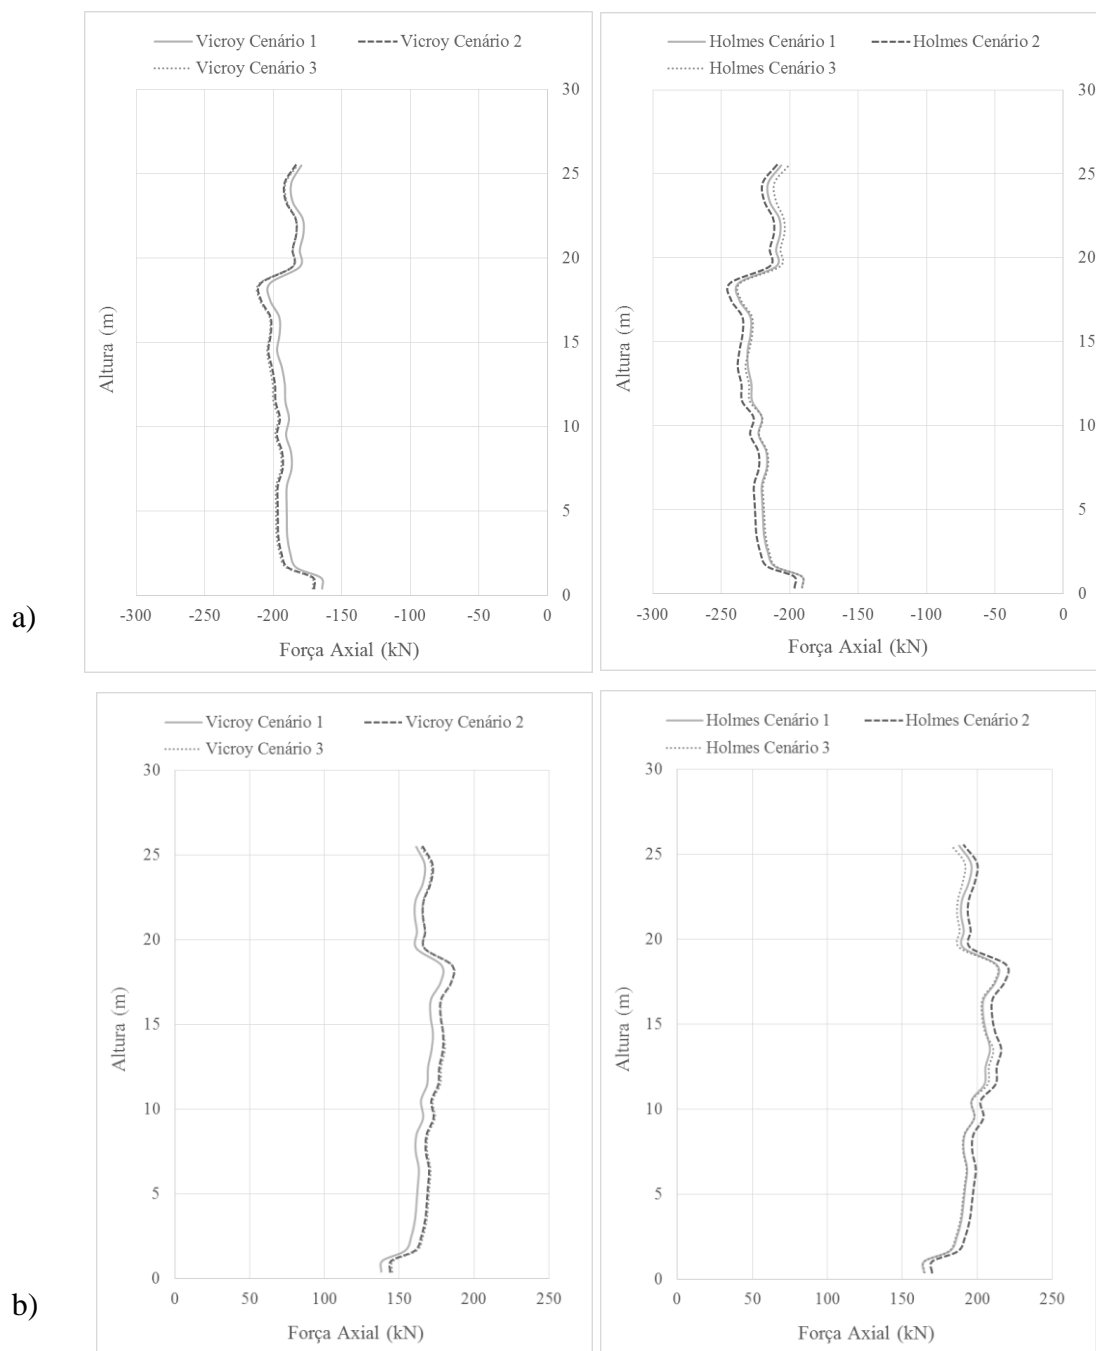 Vicroy Cenário 1 Vicroy Cenário 2
Vicroy Cenário 3
30
25
20
15
10
5
0
Altura (m)
-300 -250 -200 -150 -100 -50 0
Força Axial (kN)
Holmes Cenário 1 Holmes Cenário 2
Holmes Cenário 3
30
25
20
15
10
5
0
Altura (m)
-300 -250 -200 -150 -100 -50 0
Força Axial (kN)
a)
Vicroy Cenário 1 Vicroy Cenário 2
Vicroy Cenário 3
30
25
20
15
10
5
0
Altura (m)
0 50 100 150 200 250
Força Axial (kN)
Holmes Cenário 1 Holmes Cenário 2
Holmes Cenário 3
30
25
20
15
10
5
0
Altura (m)
0 50 100 150 200 250
Força Axial (kN)
b)